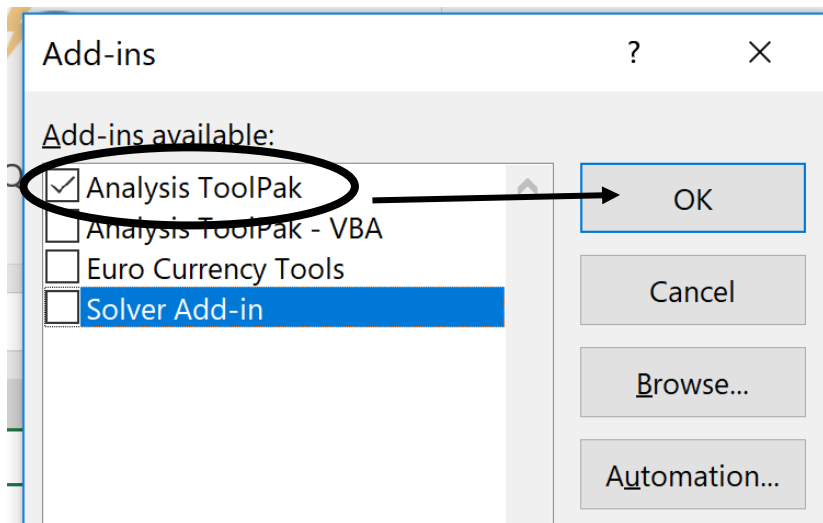 Add-ins
?
Add-ins available:
Analysis ToolPak
Analysis ToolPak - VBA
Euro Currency Tools
Solver Add-in
OK
Cancel
Browse...
Automation...